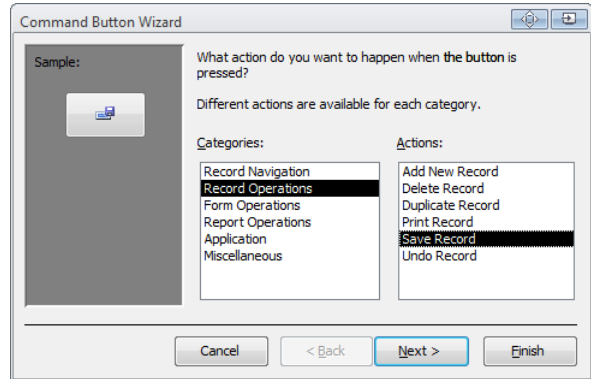 Command Button Wizard
Sample:
What action do you want to happen when the button is
pressed?
Different actions are available for each category.
Categories:
Actions:
Record Navigation
Record Operations
Form Operations
Report Operations
Application
Miscellaneous
Add New Record
Delete Record
Duplicate Record
Print Record
Save Record
Undo Record
Cancel
< Back
Next >
Finish